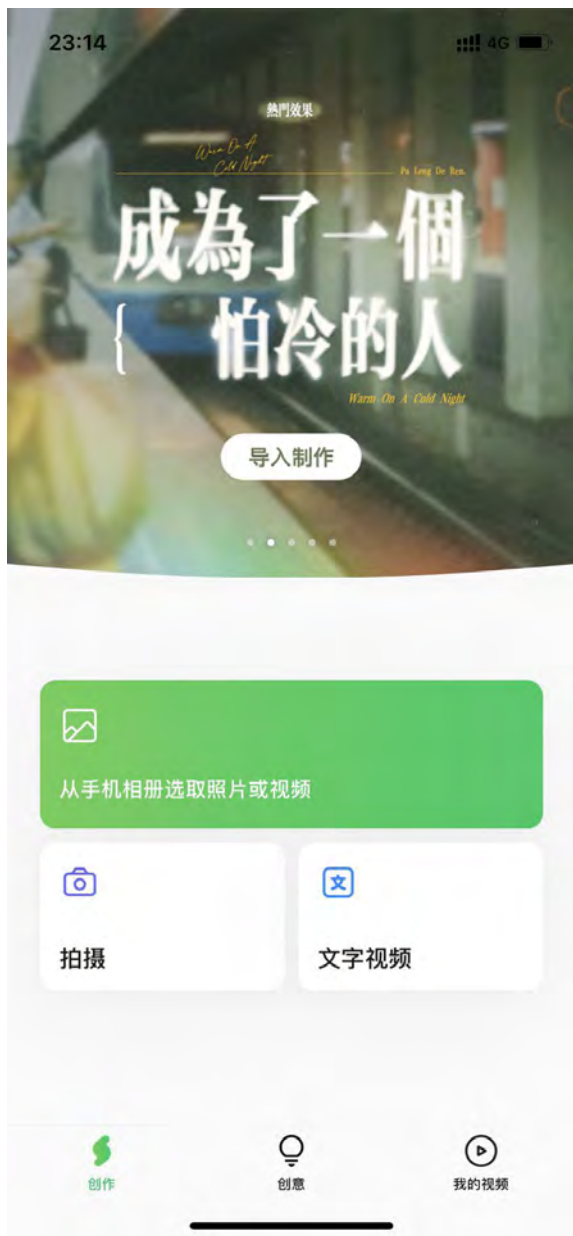 23:14 4G
熱門效果
Warm On A
Cold Night
Pa Leng De Ren.
成為了一個
{ 怕冷的人
Warm On A Cold Night
导入制作
从手机相册选取照片或视频
文
拍摄 文字视频
创作 创意 我的视频